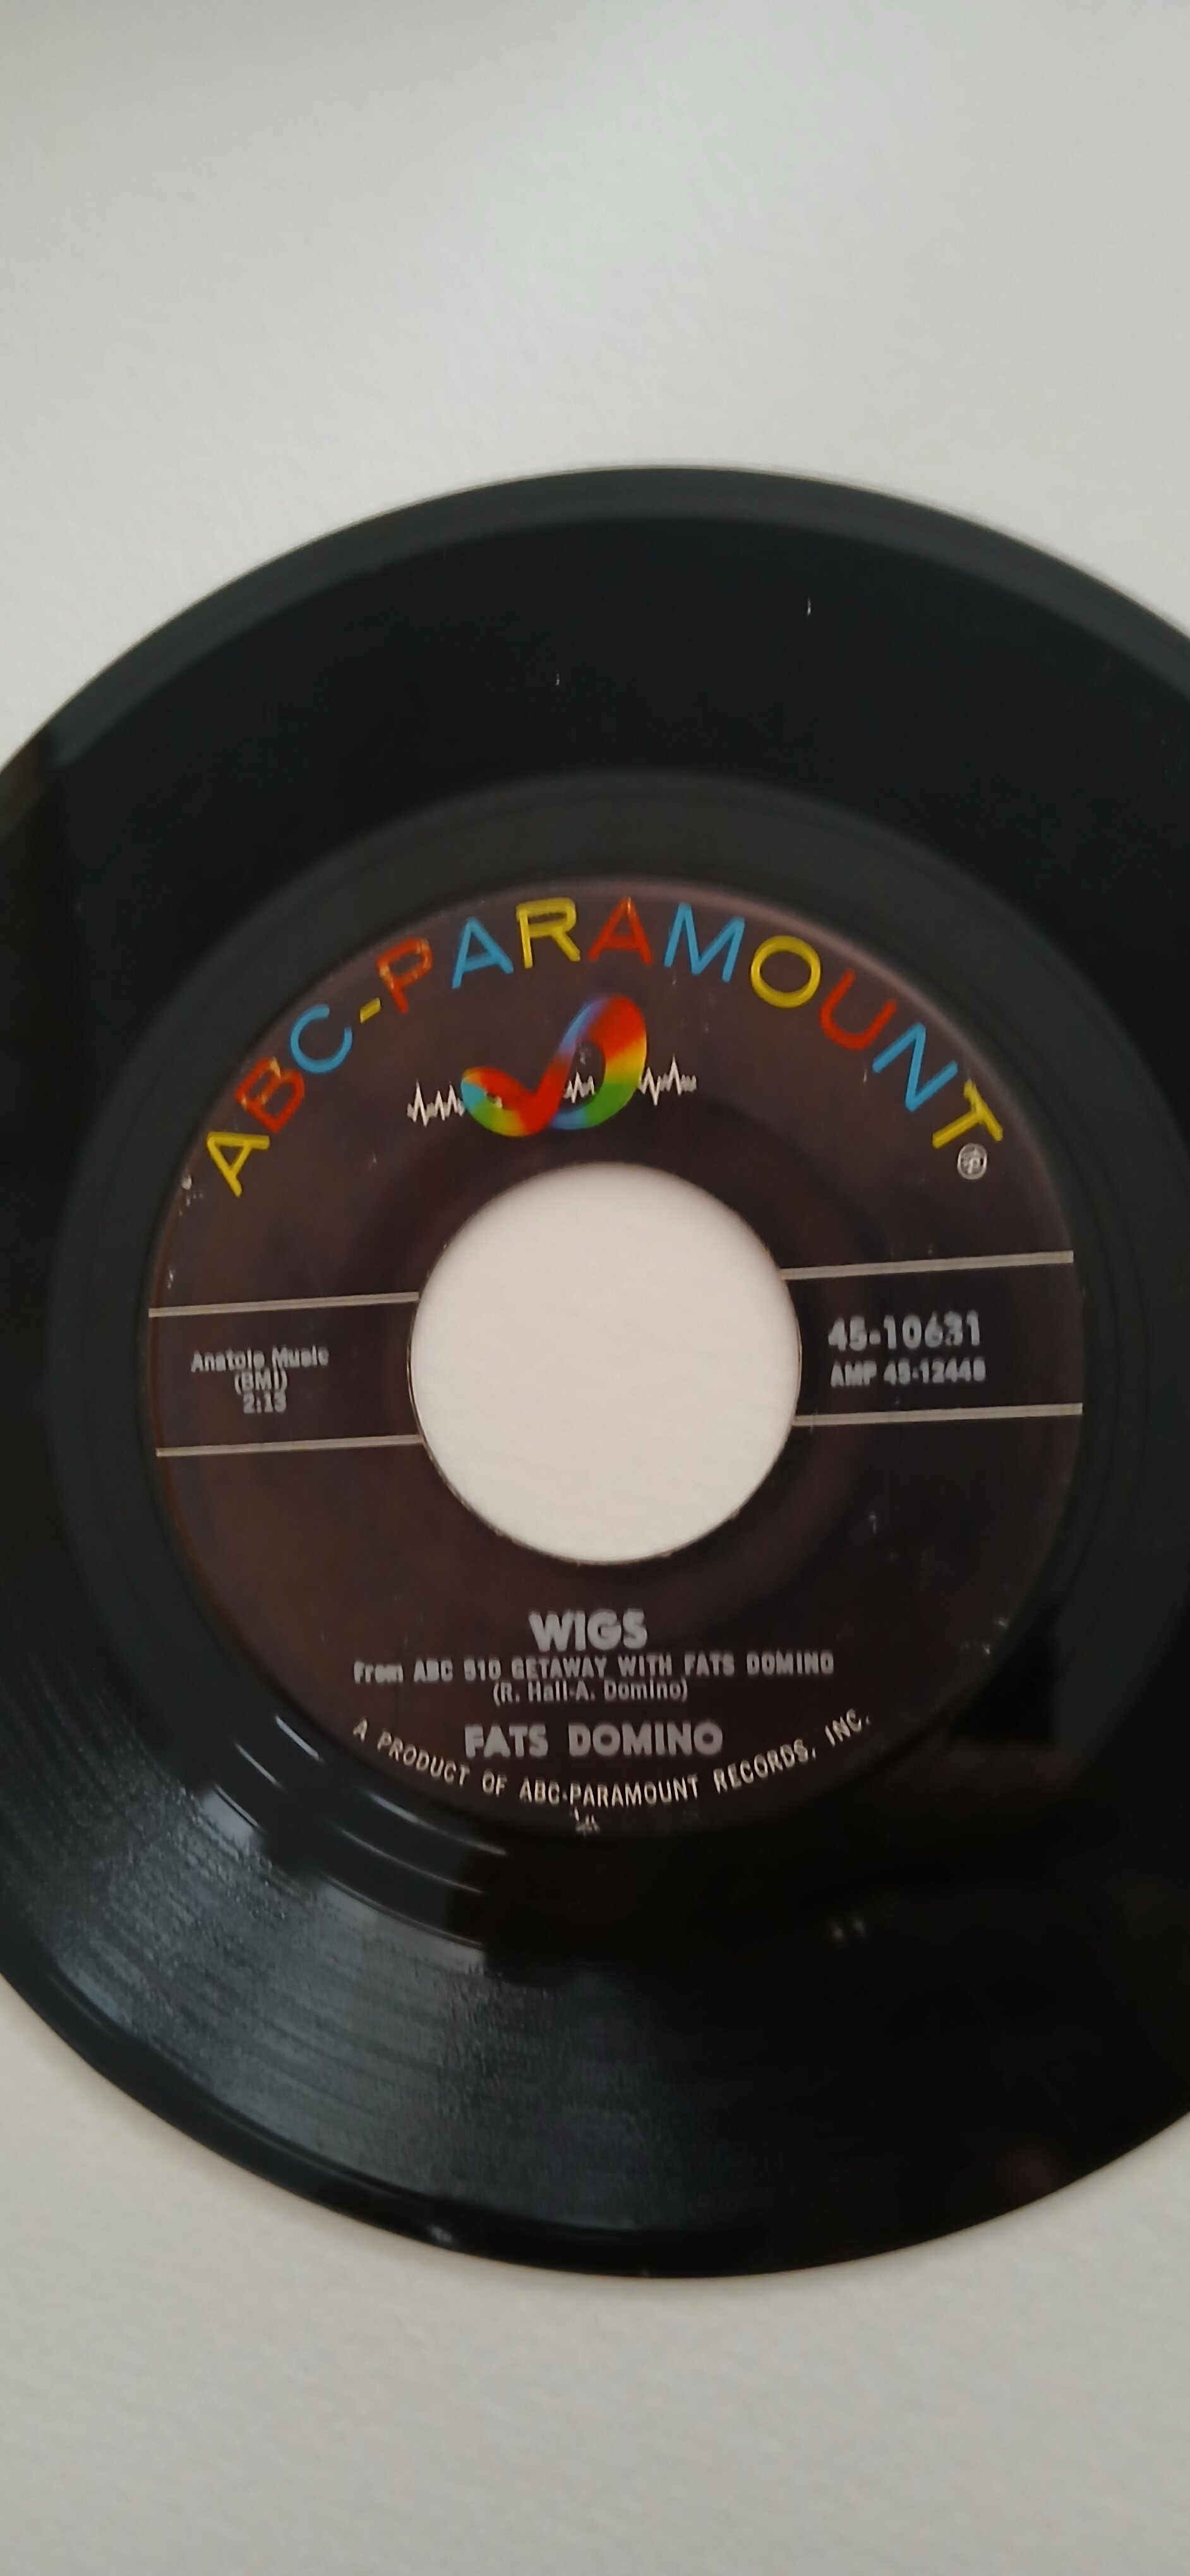 ABC-PARAMOUNT
Anatole Music
(BMI)
2:13
45-10631
AMP 45-12448
WIGS
From ABC 510 GETAWAY WITH FATS DOMINO
(R. Hall-A. Domino)
FATS DOMINO
A PRODUCT OF ABC-PARAMOUNT RECORDS, INC.